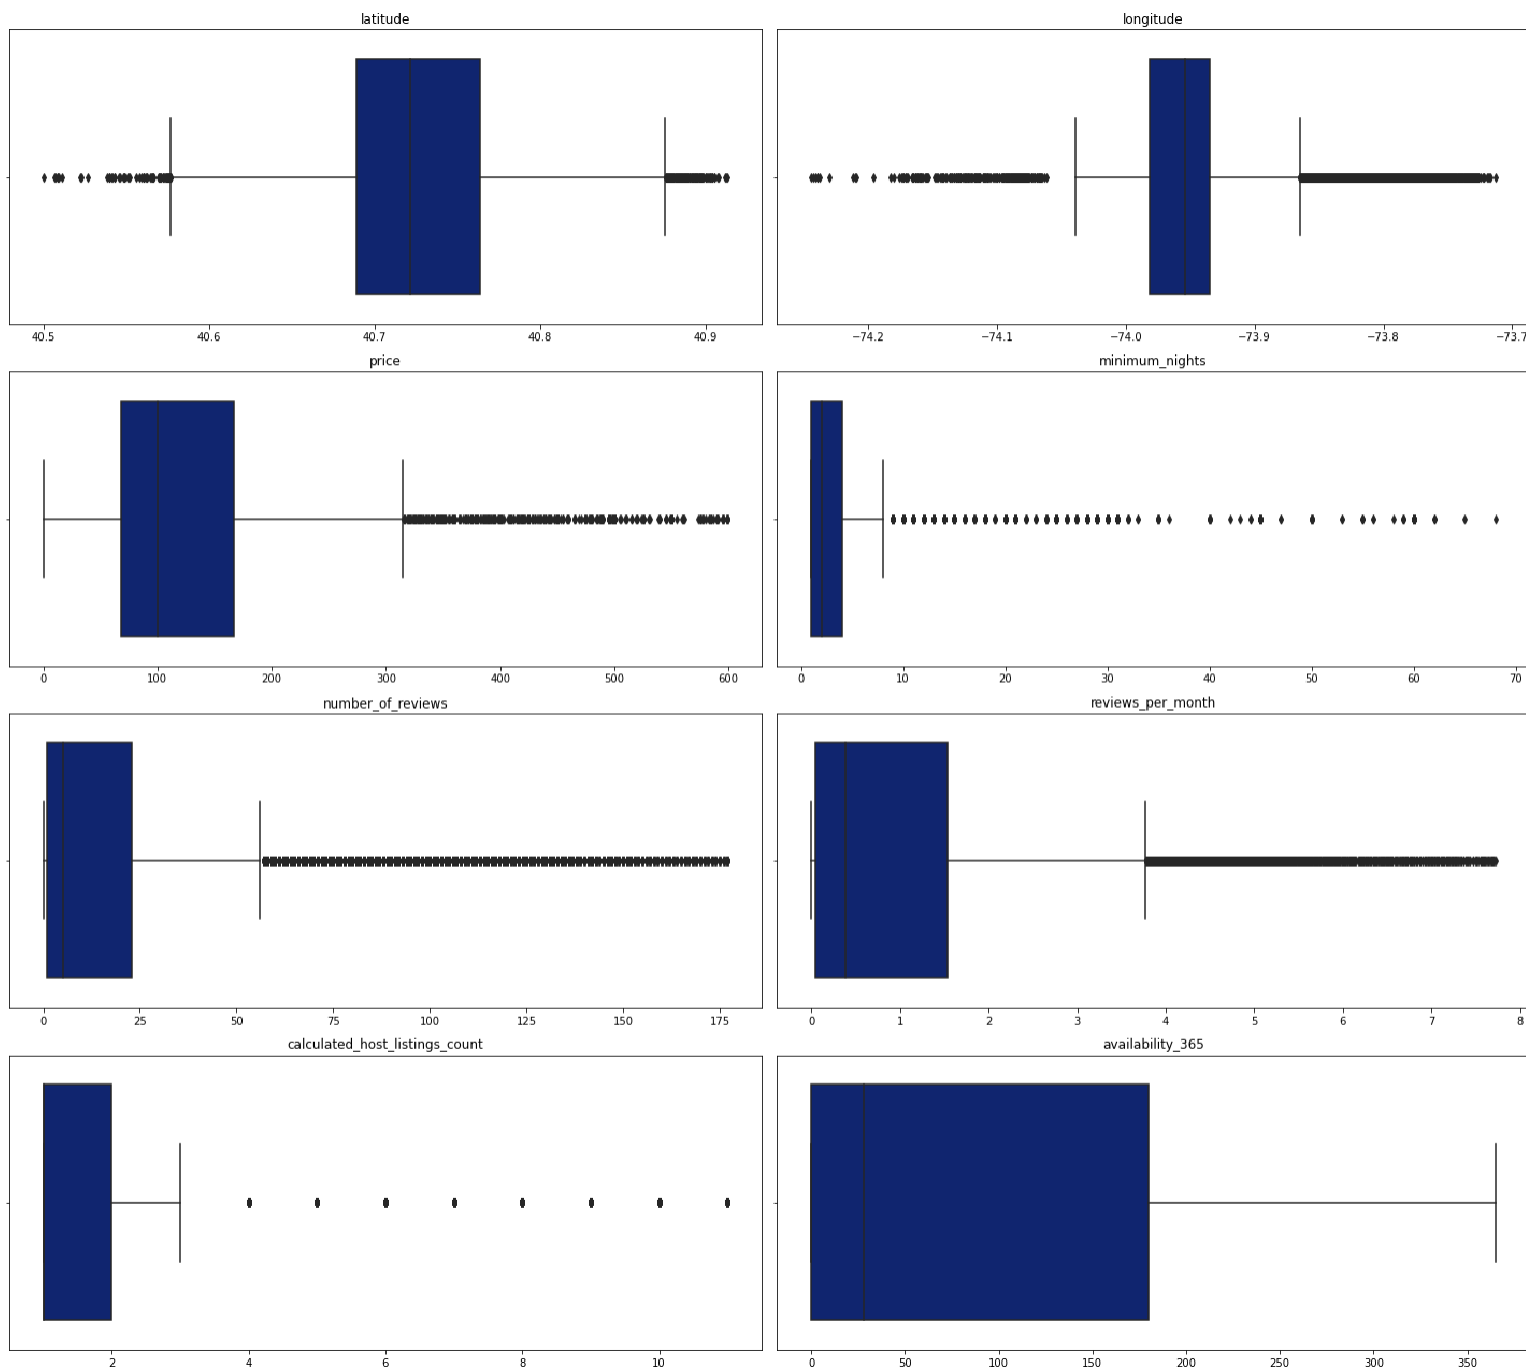 latitude
longitude
40.5 40.6 40.7 40.8 40.9
−74.2 −74.1 −74.0 −73.9 −73.8 −73.7
price
minimum_nights
0 100 200 300 400 500 600
0 10 20 30 40 50 60 70
number_of_reviews
reviews_per_month
0 25 50 75 100 125 150 175
0 1 2 3 4 5 6 7 8
calculated_host_listings_count
availability_365
2 4 6 8 10
0 50 100 150 200 250 300 350